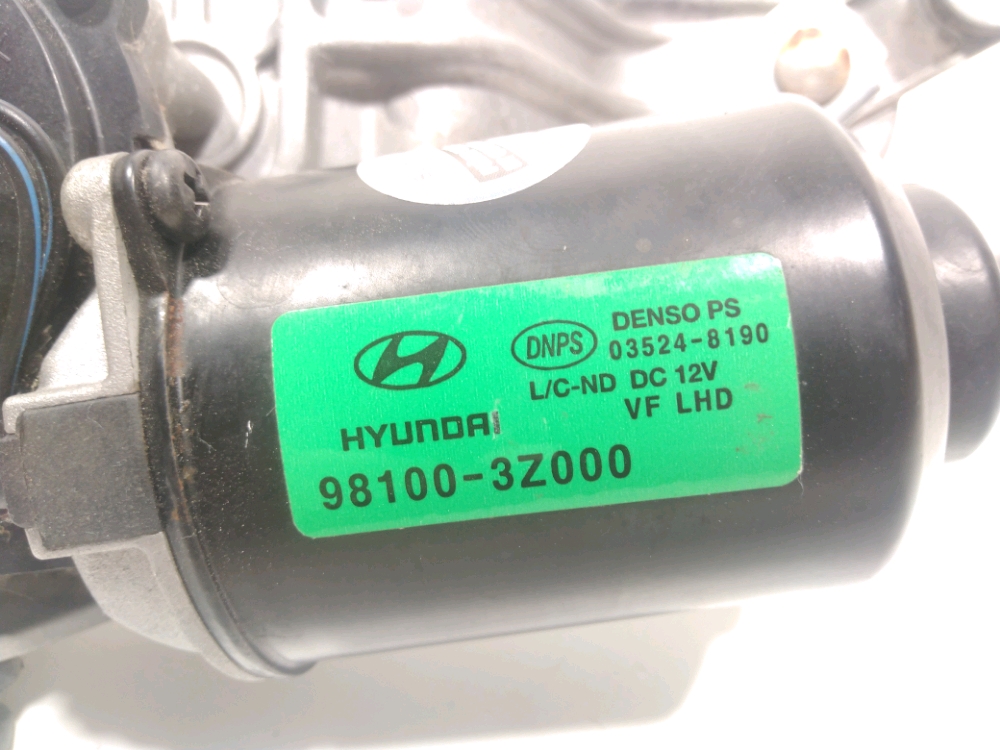 HYUNDAI
98100-3Z000
DNPS
DENSO PS
03524-8190
L/C-ND DC 12V
VF LHD